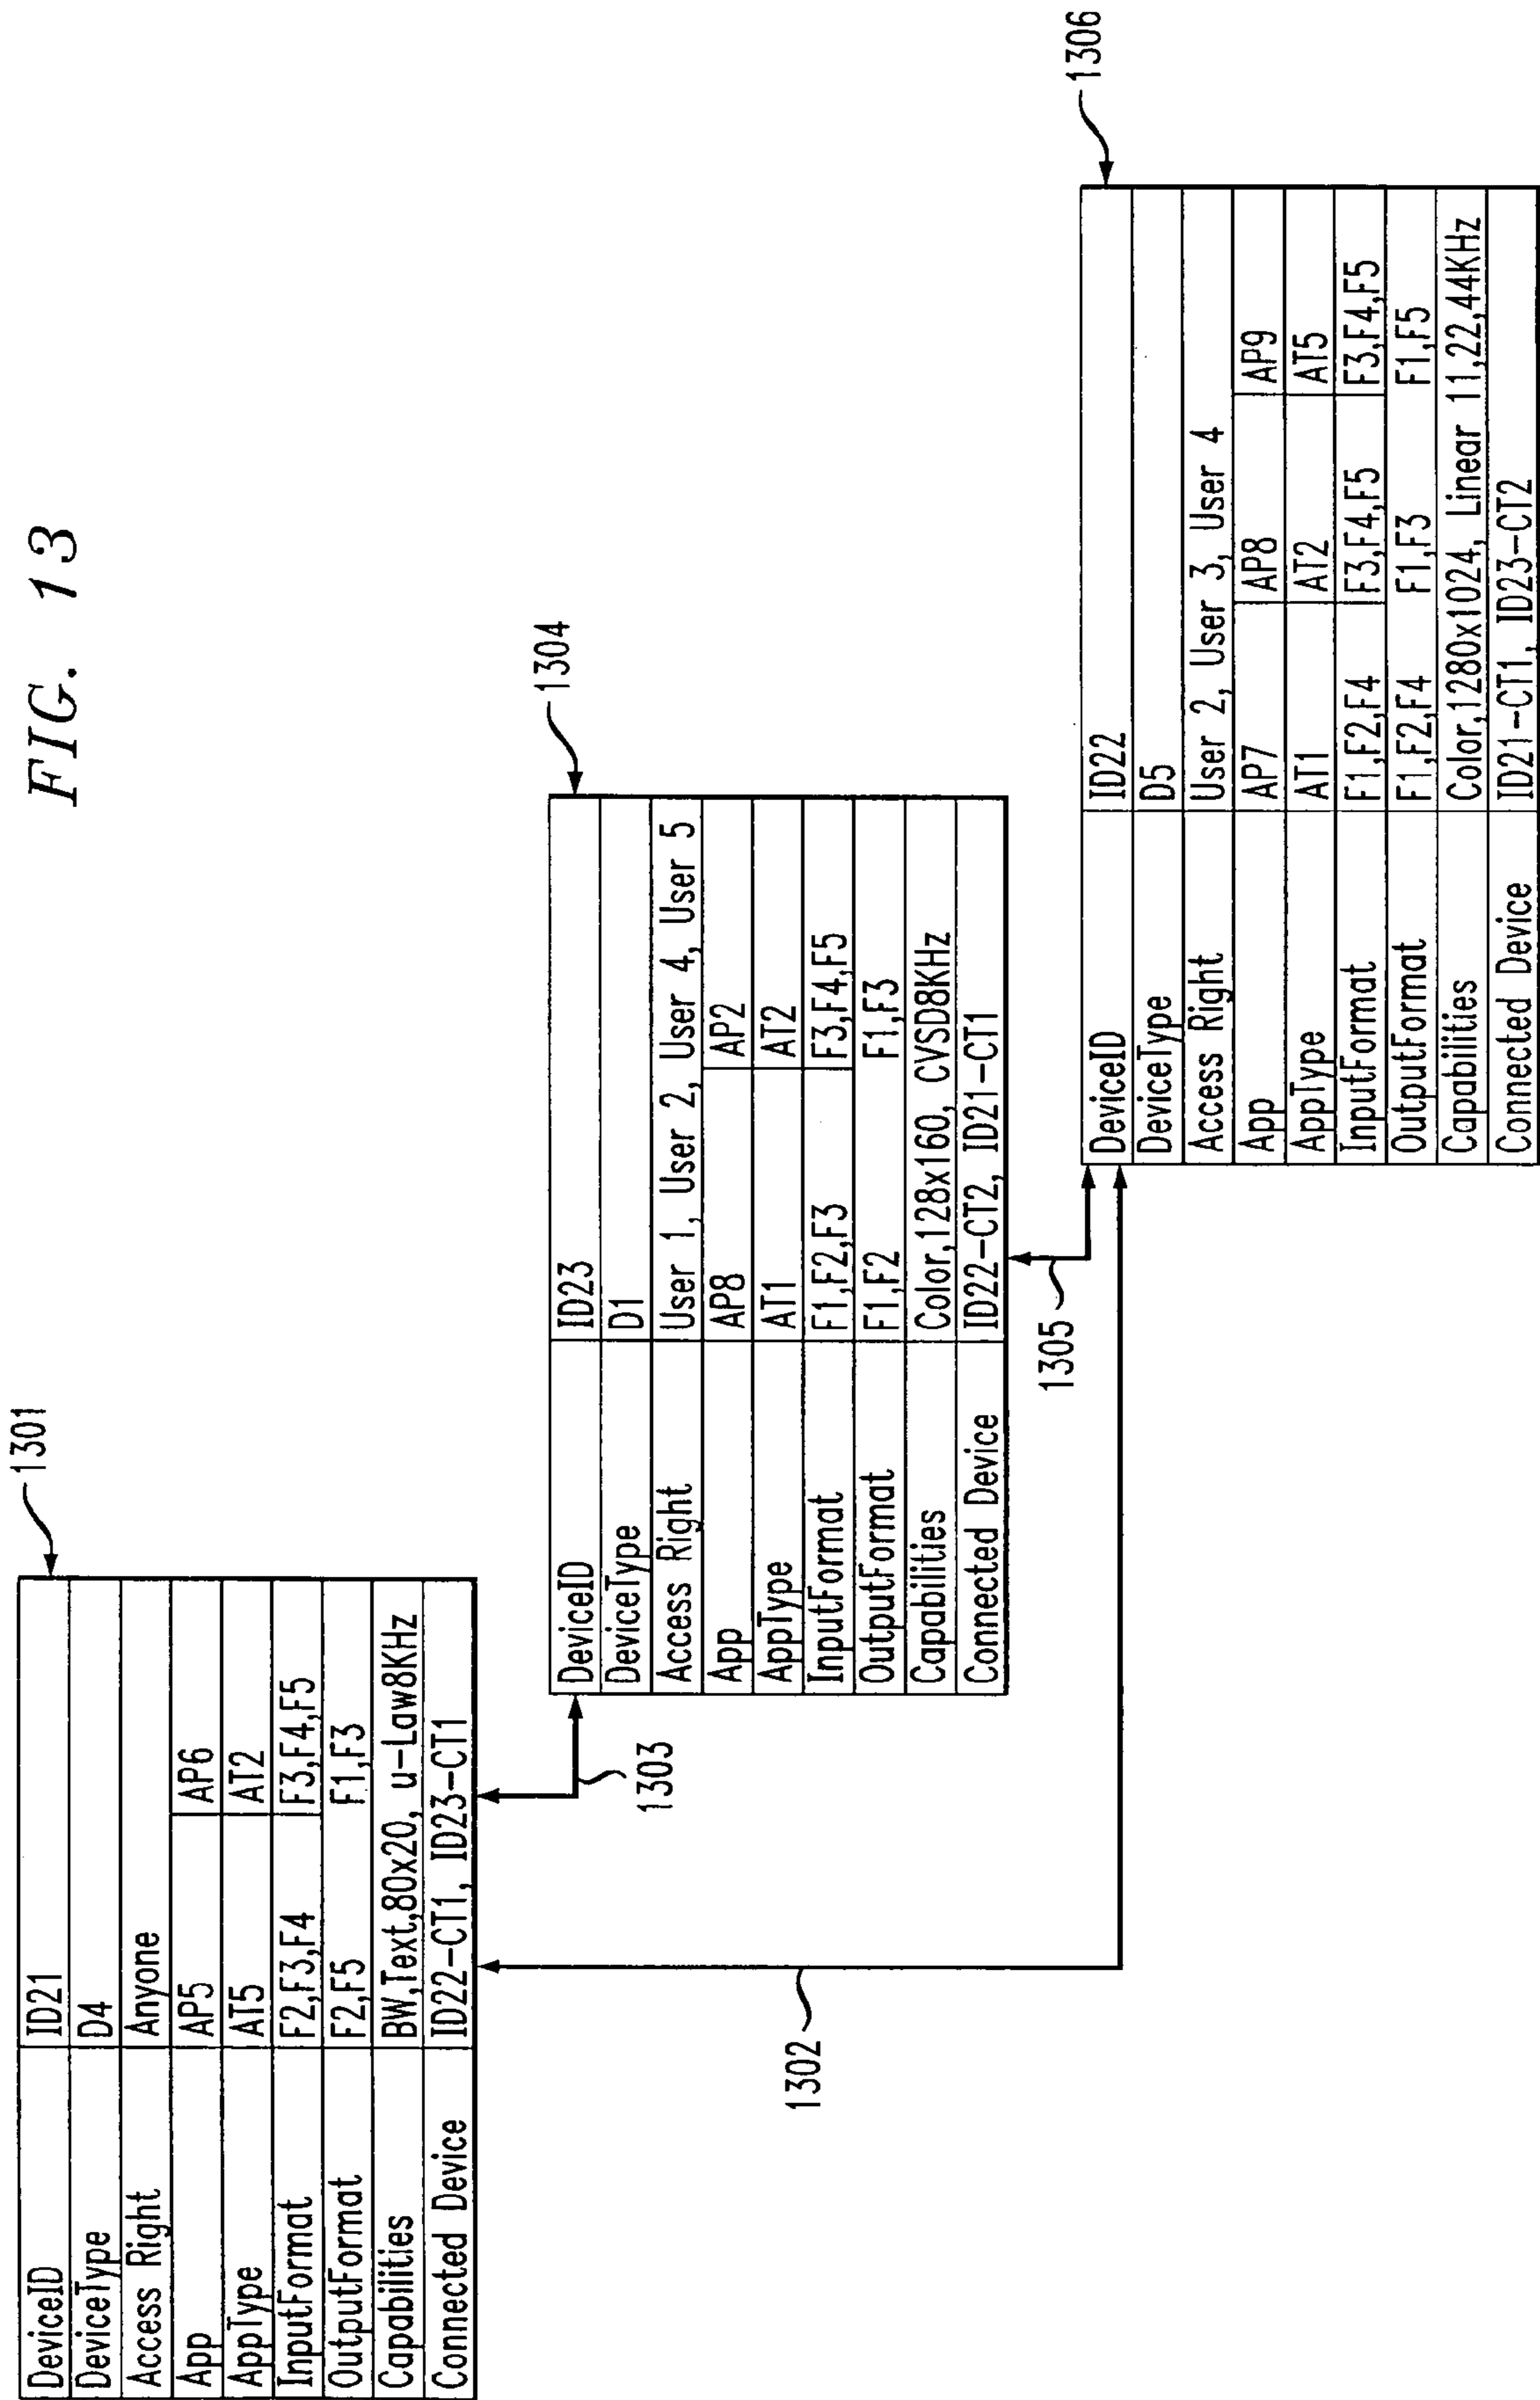 FIG. 13
1301
DeviceID ID21
DeviceType D4
Access Right Anyone
App AP5 AP6
AppType AT5 AT2
InputFormat F2,F3,F4 F3,F4,F5
OutputFormat F2,F5 F1,F3
Capabilities BW,Text,80x20, u-Law8KHz
Connected Device ID22-CT1, ID23-CT1
1302
1303
1304
DeviceID ID23
DeviceType D1
Access Right User 1, User 2, User 4, User 5
App AP8 AP2
AppType AT1 AT2
InputFormat F1,F2,F3 F3,F4,F5
OutputFormat F1,F2 F1,F3
Capabilities Color,128x160, CVSD8KHz
Connected Device ID22-CT2, ID21-CT1
1305
1306
DeviceID ID22
DeviceType D5
Access Right User 2, User 3, User 4
App AP7 AP8 AP9
AppType AT1 AT2 AT5
InputFormat F1,F2,F4 F3,F4,F5 F3,F4,F5
OutputFormat F1,F2,F4 F1,F3 F1,F5
Capabilities Color,1280x1024, Linear 11,22,44KHz
Connected Device ID21-CT1, ID23-CT2